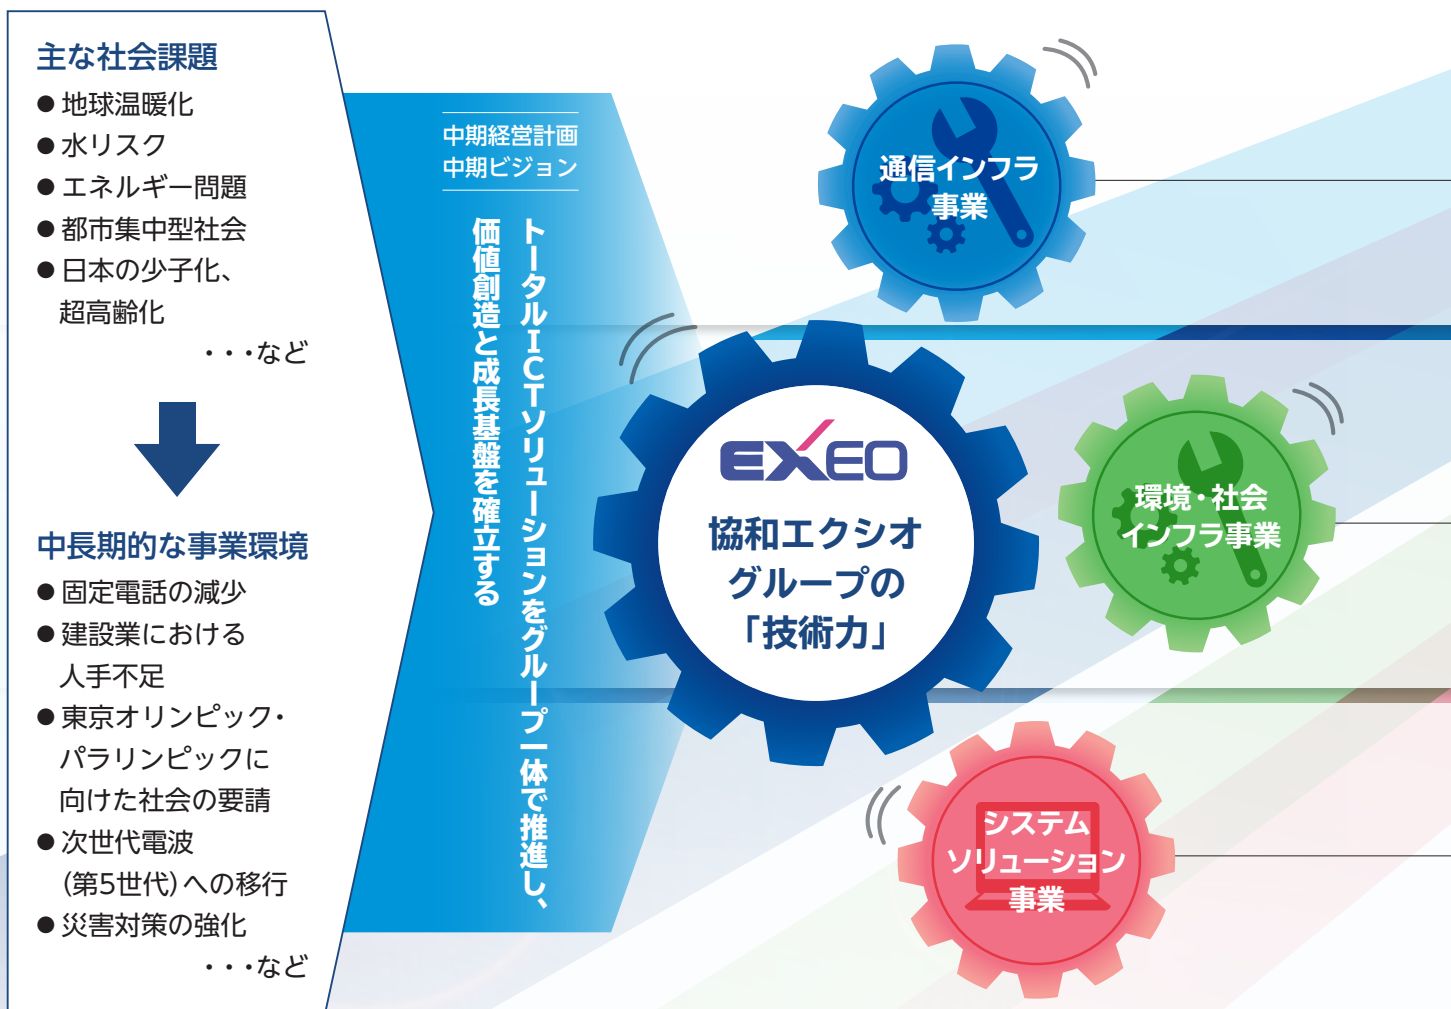 主な社会課題
● 地球温暖化
● 水リスク
● エネルギー問題
● 都市集中型社会
● 日本の少子化、
超高齢化
・・・など
中長期的な事業環境
● 固定電話の減少
● 建設業における
人手不足
● 東京オリンピック・
パラリンピックに
向けた社会の要請
● 次世代電波
(第5世代)への移行
● 災害対策の強化
・・・など
中期経営計画
中期ビジョン
トータルICTソリューションをグループ一体で推進し、
価値創造と成長基盤を確立する
EXEO
協和エクシオ
グループの
「技術力」
通信インフラ
事業
環境・社会
インフラ事業
システム
ソリューション
事業